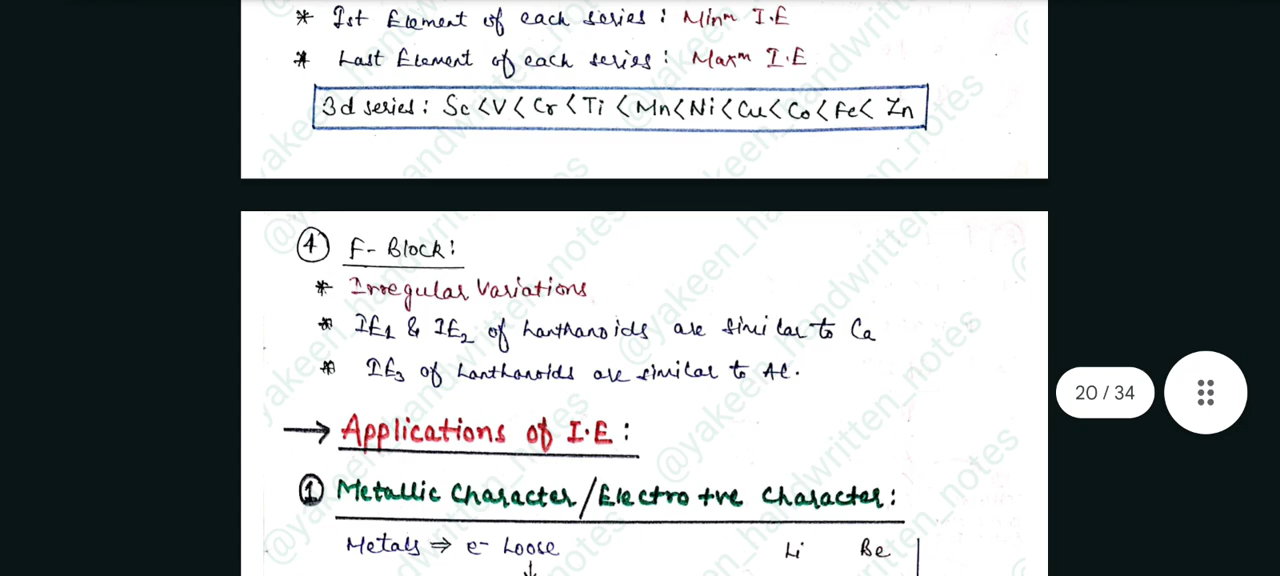 * Ist Element of each series : Minᵐ I.E
* Last Element of each series : Maxᵐ I.E
3d series : Sc < V < Cr < Ti < Mn < Ni < Cu < Co < Fe < Zn
④ F- Block :
* Irregular Variations
* IE₁ & IE₂ of Lanthanoids are similar to Ca
* IE₃ of Lanthanoids are similar to Al.
20 / 34
→ Applications of I.E :
① Metallic Character / Electro +ve Character :
Metals ⇒ e- Loose Li Be
↓
@yakeen_handwritten_notes